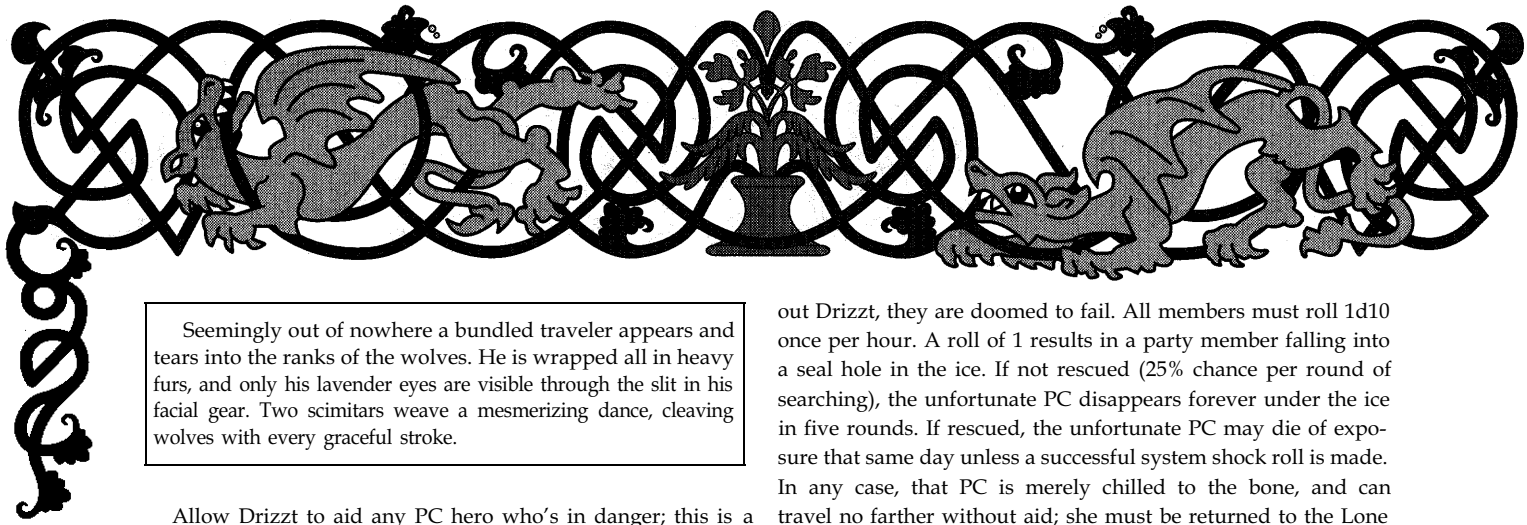 Seemingly out of nowhere a bundled traveler appears and
tears into the ranks of the wolves. He is wrapped all in heavy
furs, and only his lavender eyes are visible through the slit in his
facial gear. Two scimitars weave a mesmerizing dance, cleaving
wolves with every graceful stroke.
Allow Drizzt to aid any PC hero who's in danger; this is a
out Drizzt, they are doomed to fail. All members must roll 1d10
once per hour. A roll of 1 results in a party member falling into
a seal hole in the ice. If not rescued (25% chance per round of
searching), the unfortunate PC disappears forever under the ice
in five rounds. If rescued, the unfortunate PC may die of expo-
sure that same day unless a successful system shock roll is made.
In any case, that PC is merely chilled to the bone, and can
travel no farther without aid; she must be returned to the Lone